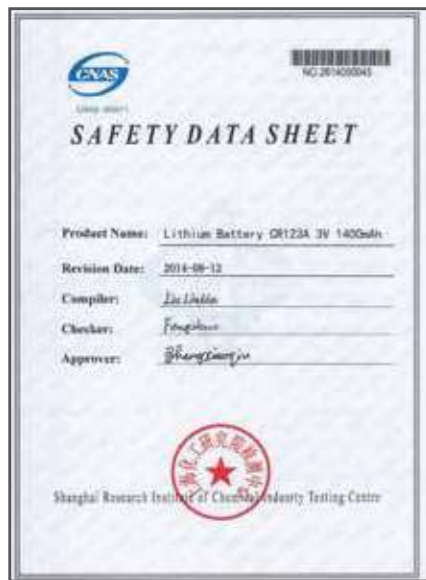 CNAS
SAFETY DATA SHEET
Product Name: Lithium Battery CR123A 3V 1400mAh
Revision Date: 2014-08-12
Compiler:
Checker:
Approver:
Shanghai Research Institute of Chemical Industry Testing Centre